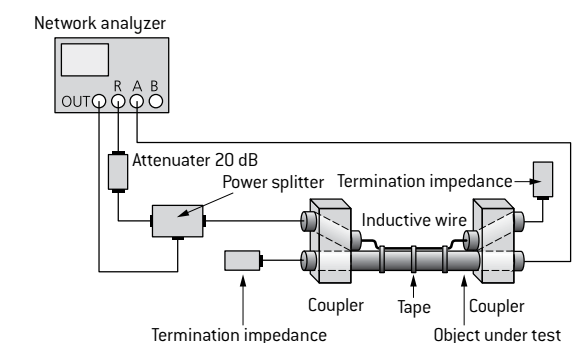 Network analyzer
R A B
OUT
Attenuater 20 dB
Power splitter
Termination impedance
Inductive wire
Coupler
Tape
Coupler
Termination impedance
Object under test